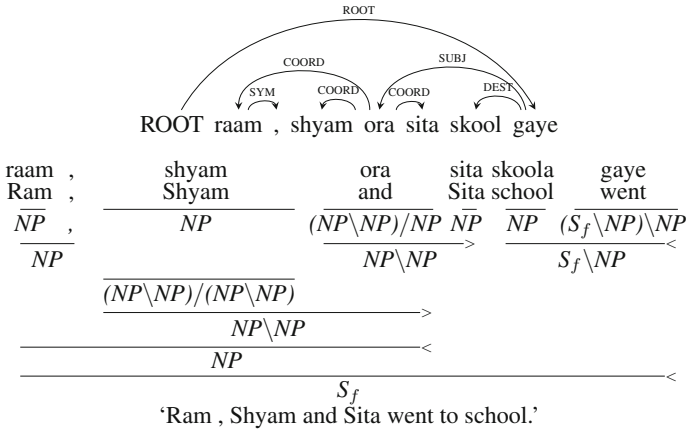 ROOT
COORD SUBJ
SYM COORD COORD DEST
ROOT raam , shyam ora sita skool gaye
raam , shyam ora sita skoola gaye
Ram , Shyam and Sita school went
NP , NP (NP\NP)/NP NP NP (S_f\NP)\NP
NP NP\NP > S_f\NP <
(NP\NP)/(NP\NP)
NP\NP >
NP <
S_f <
‘Ram , Shyam and Sita went to school.’